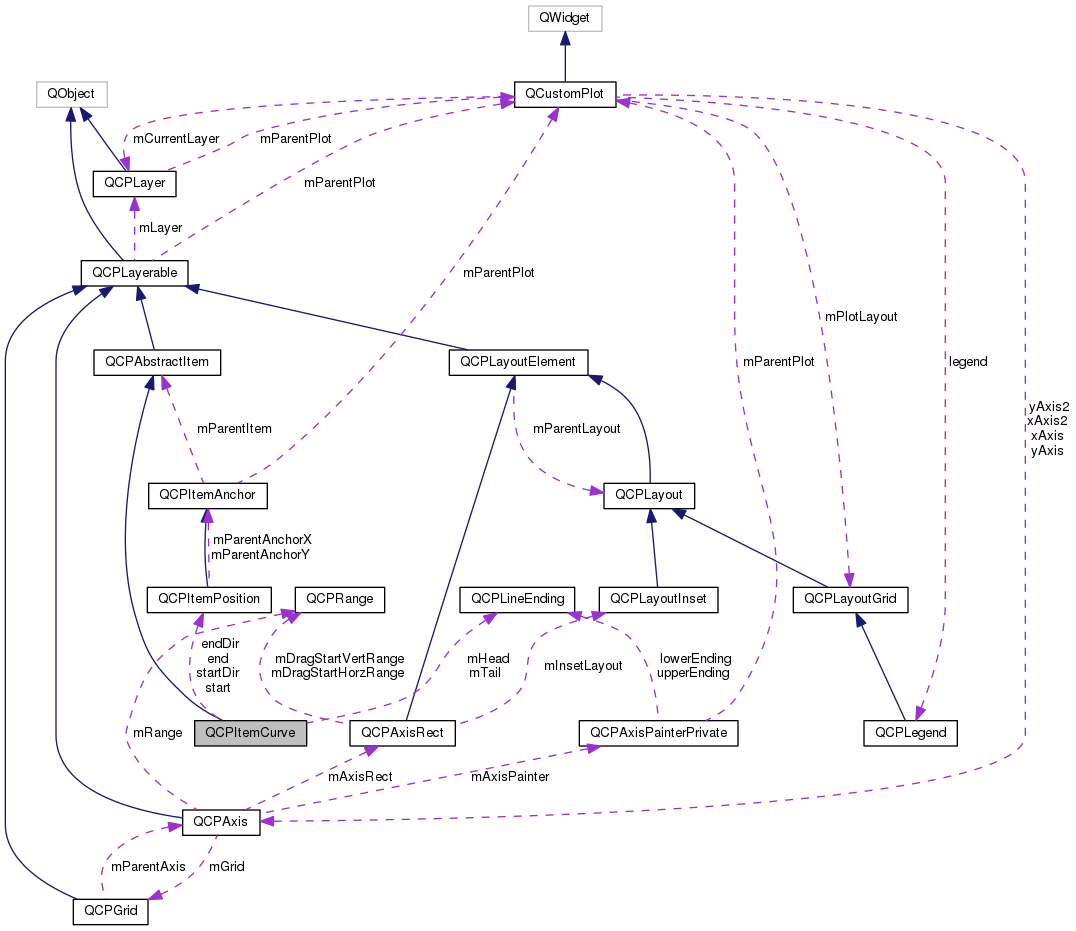 QWidget
QObject
QCustomPlot
mCurrentLayer
mParentPlot
QCPLayer
mParentPlot
mLayer
QCPLayerable
mParentPlot
mPlotLayout
QCPAbstractItem
QCPLayoutElement
mParentPlot
legend
yAxis2
xAxis2
xAxis
yAxis
mParentItem
mParentLayout
QCPItemAnchor
QCPLayout
mParentAnchorX
mParentAnchorY
QCPItemPosition
QCPRange
QCPLineEnding
QCPLayoutInset
QCPLayoutGrid
endDir
end
startDir
start
mDragStartVertRange
mDragStartHorzRange
mHead
mTail
mInsetLayout
lowerEnding
upperEnding
mRange
QCPItemCurve
QCPAxisRect
QCPAxisPainterPrivate
QCPLegend
mAxisRect
mAxisPainter
QCPAxis
mParentAxis
mGrid
QCPGrid